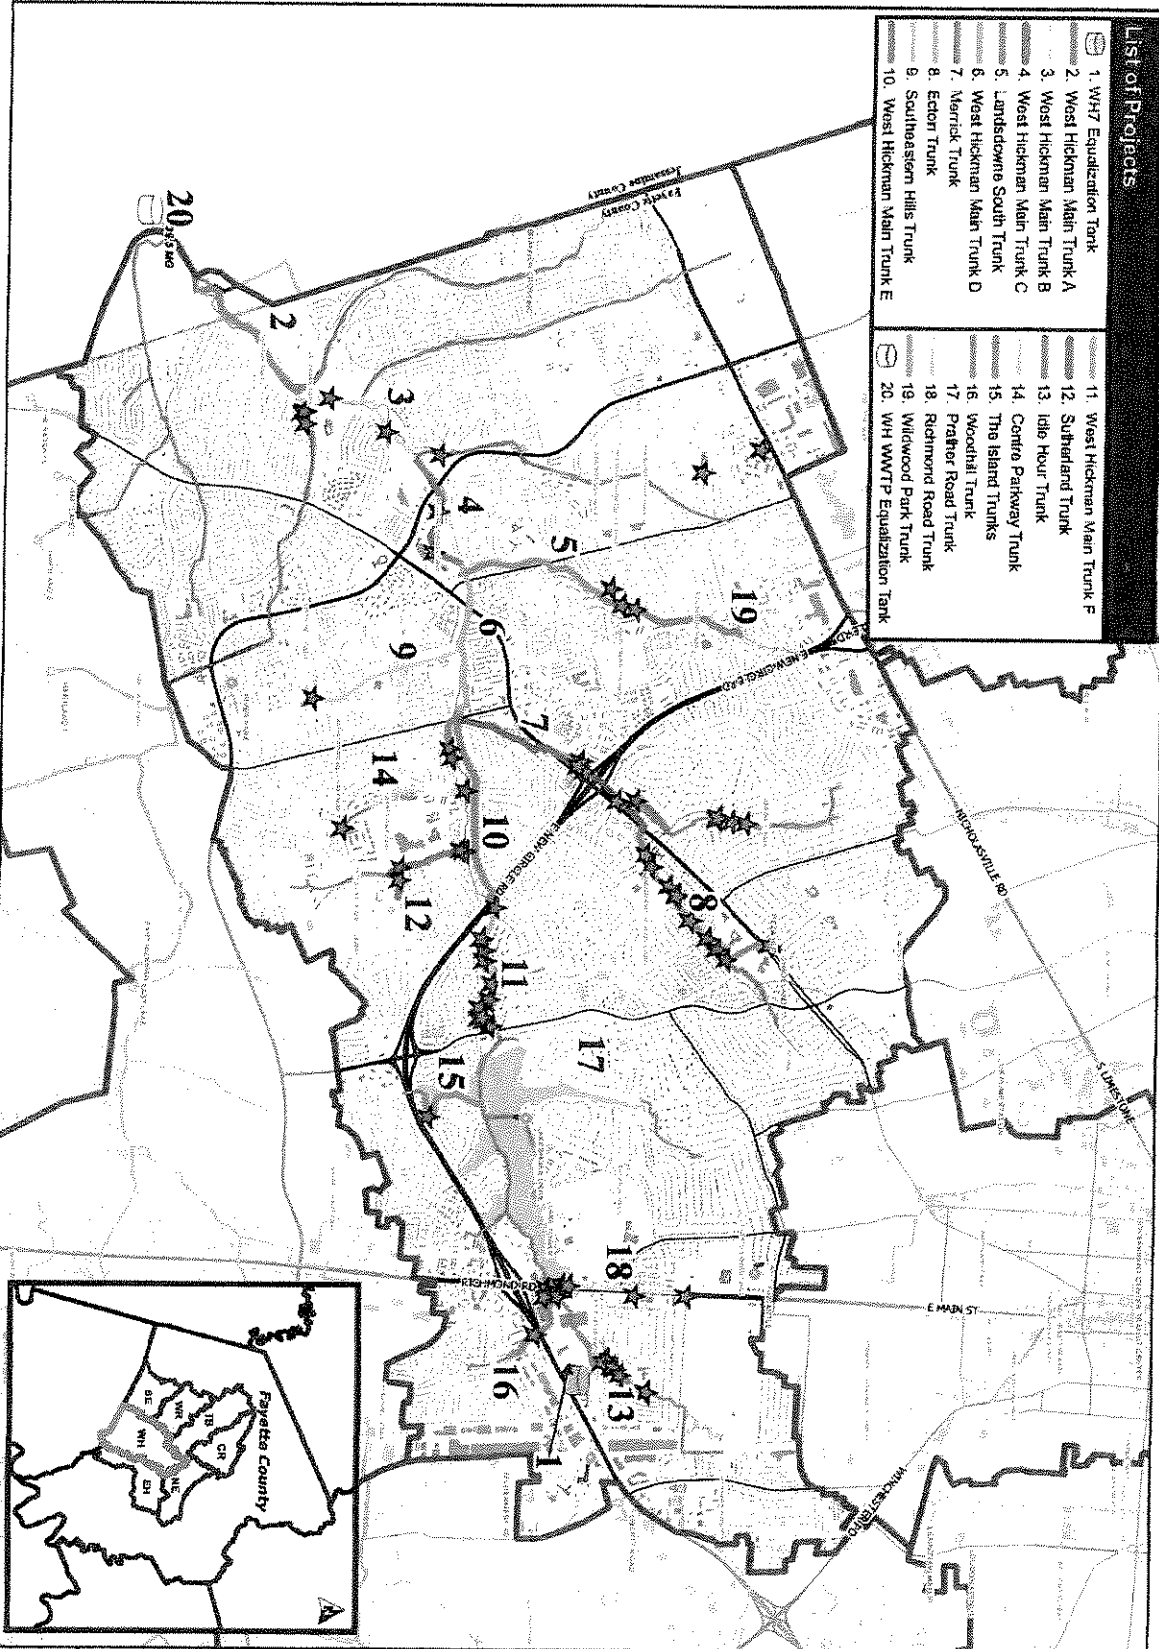 List of Projects
1. WH7 Equalization Tank
2. West Hickman Main Trunk A
3. West Hickman Main Trunk B
4. West Hickman Main Trunk C
5. Landsdowne South Trunk
6. West Hickman Main Trunk D
7. Merrick Trunk
8. Ecton Trunk
9. Southeastern Hills Trunk
10. West Hickman Main Trunk E
11. West Hickman Main Trunk F
12. Sutherland Trunk
13. Idle Hour Trunk
14. Centre Parkway Trunk
15. The Island Trunks
16. Woodhill Trunk
17. Prather Road Trunk
18. Richmond Road Trunk
19. Wildwood Park Trunk
20. WH WWTP Equalization Tank
Jessamine County
Fayette County
20
2
3
4
5
19
6
9
7
14
10
12
8
11
15
17
18
16
13
1
E NEW CIRCLE RD
E NEW CIRCLE RD
NICHOLASVILLE RD
S LIMESTONE
RICHMOND RD
E MAIN ST
WINCHESTER RD
Fayette County
CR
TB
WR
SE
WH
NE
EH
N